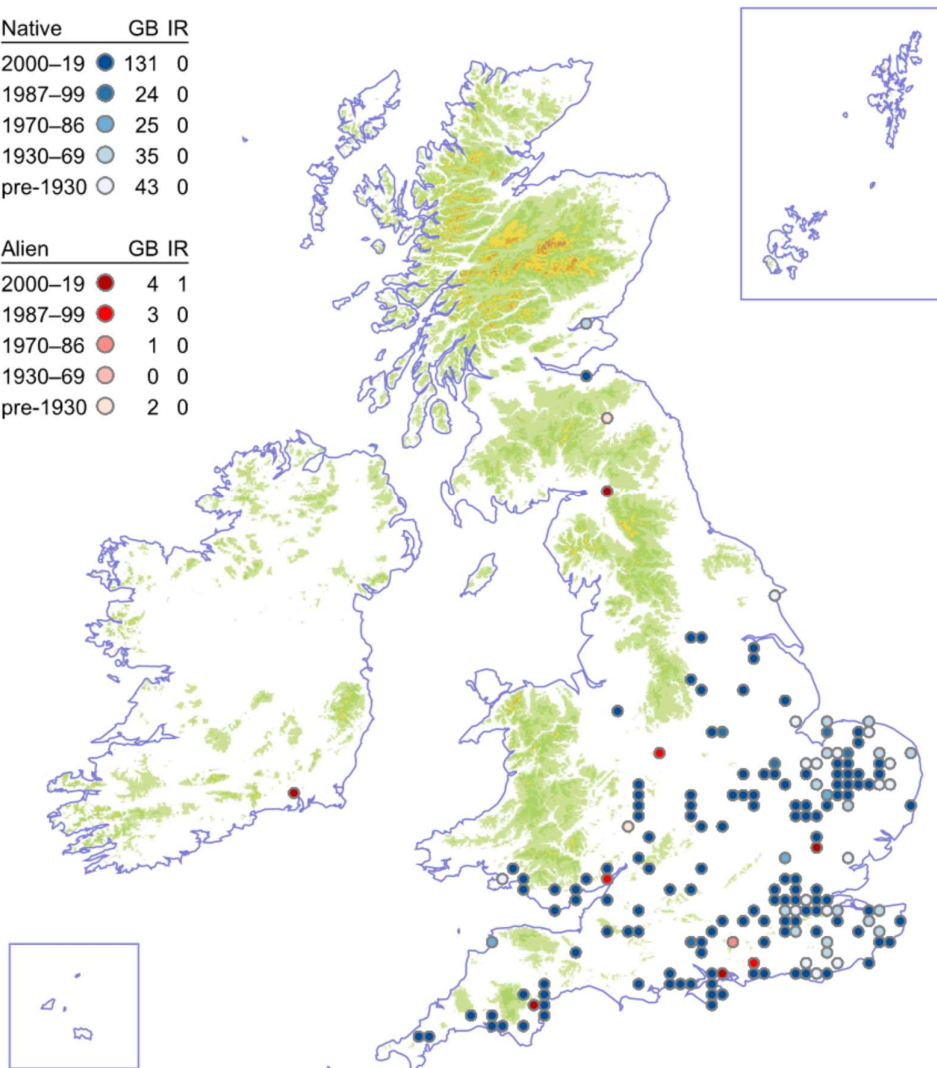 Native GB IR
2000–19 131 0
1987–99 24 0
1970–86 25 0
1930–69 35 0
pre-1930 43 0
Alien GB IR
2000–19 4 1
1987–99 3 0
1970–86 1 0
1930–69 0 0
pre-1930 2 0